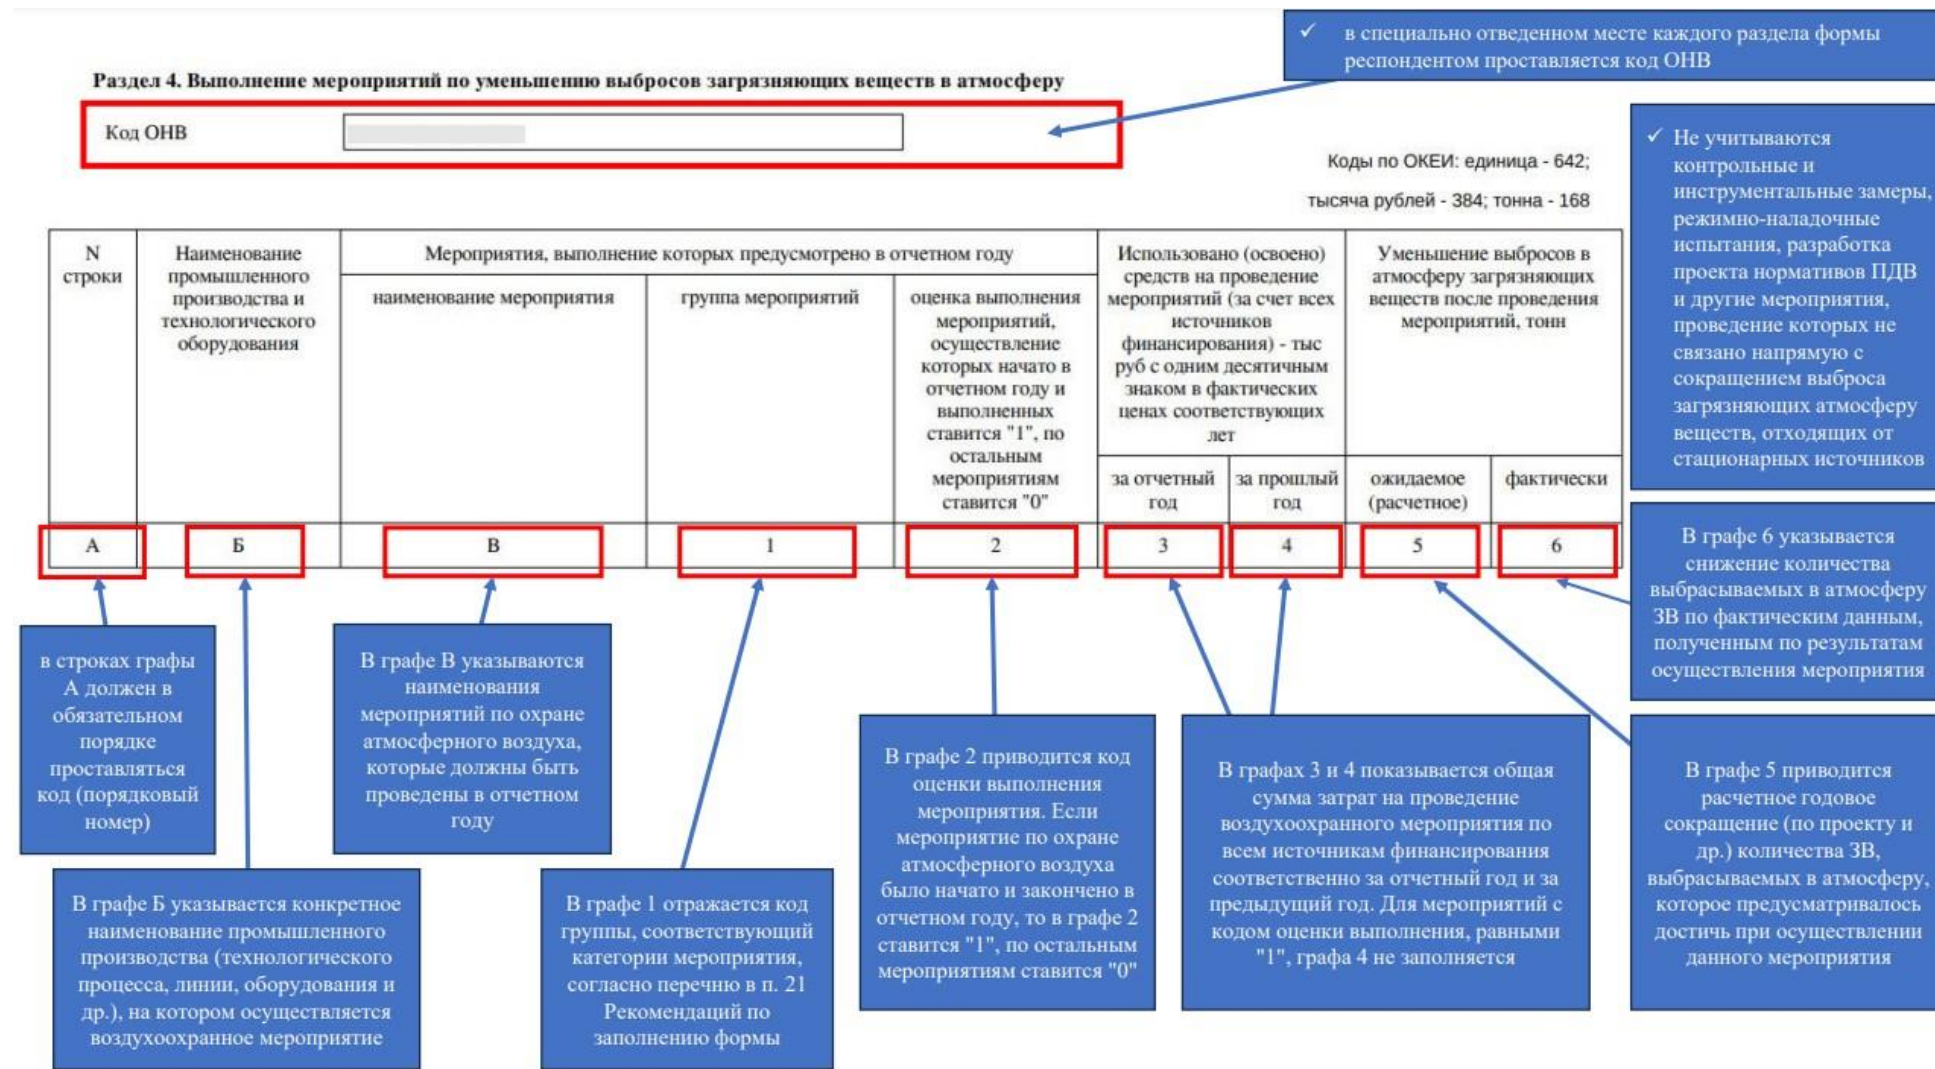 ✓ в специально отведенном месте каждого раздела формы
респондентом проставляется код ОНВ
Раздел 4. Выполнение мероприятий по уменьшению выбросов загрязняющих веществ в атмосферу
Код ОНВ
Коды по ОКЕИ: единица - 642;
тысяча рублей - 384; тонна - 168
✓ Не учитываются
контрольные и
инструментальные замеры,
режимно-наладочные
испытания, разработка
проекта нормативов ПДВ
и другие мероприятия,
проведение которых не
связано напрямую с
сокращением выброса
загрязняющих атмосферу
веществ, отходящих от
стационарных источников
N
строки
Наименование
промышленного
производства и
технологического
оборудования
Мероприятия, выполнение которых предусмотрено в отчетном году
наименование мероприятия
группа мероприятий
оценка выполнения
мероприятий,
осуществление
которых начато в
отчетном году и
выполненных
ставится "1", по
остальным
мероприятиям
ставится "0"
Использовано (освоено)
средств на проведение
мероприятий (за счет всех
источников
финансирования) - тыс
руб с одним десятичным
знаком в фактических
ценах соответствующих
лет
за отчетный
год
за прошлый
год
Уменьшение выбросов в
атмосферу загрязняющих
веществ после проведения
мероприятий, тонн
ожидаемое
(расчетное)
фактически
А Б В 1 2 3 4 5 6
в строках графы
А должен в
обязательном
порядке
проставляться
код (порядковый
номер)
В графе Б указывается конкретное
наименование промышленного
производства (технологического
процесса, линии, оборудования и
др.), на котором осуществляется
воздухоохранное мероприятие
В графе В указываются
наименования
мероприятий по охране
атмосферного воздуха,
которые должны быть
проведены в отчетном
году
В графе 1 отражается код
группы, соответствующий
категории мероприятия,
согласно перечню в п. 21
Рекомендаций по
заполнению формы
В графе 2 приводится код
оценки выполнения
мероприятия. Если
мероприятие по охране
атмосферного воздуха
было начато и закончено в
отчетном году, то в графе 2
ставится "1", по остальным
мероприятиям ставится "0"
В графах 3 и 4 показывается общая
сумма затрат на проведение
воздухоохранного мероприятия по
всем источникам финансирования
соответственно за отчетный год и за
предыдущий год. Для мероприятий с
кодом оценки выполнения, равными
"1", графа 4 не заполняется
В графе 6 указывается
снижение количества
выбрасываемых в атмосферу
ЗВ по фактическим данным,
полученным по результатам
осуществления мероприятия
В графе 5 приводится
расчетное годовое
сокращение (по проекту и
др.) количества ЗВ,
выбрасываемых в атмосферу,
которое предусматривалось
достичь при осуществлении
данного мероприятия